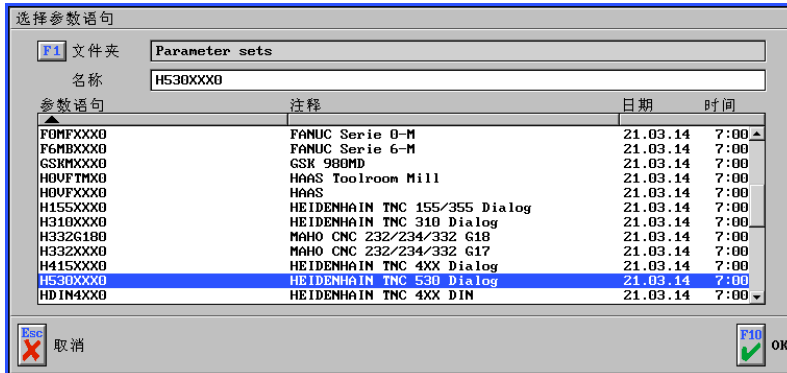 选择参数语句
F1 文件夹 Parameter sets
名称 H530XXX0
参数语句 注释 日期 时间
F0MFXXX0 FANUC Serie 0-M 21.03.14 7:00
F6MBXXX0 FANUC Serie 6-M 21.03.14 7:00
GSKMXXX0 GSK 980MD 21.03.14 7:00
H0VFTMX0 HAAS Toolroom Mill 21.03.14 7:00
H0VFXXX0 HAAS 21.03.14 7:00
H155XXX0 HEIDENHAIN TNC 155/355 Dialog 21.03.14 7:00
H310XXX0 HEIDENHAIN TNC 310 Dialog 21.03.14 7:00
H332G180 MAHO CNC 232/234/332 G18 21.03.14 7:00
H332XXX0 MAHO CNC 232/234/332 G17 21.03.14 7:00
H415XXX0 HEIDENHAIN TNC 4XX Dialog 21.03.14 7:00
H530XXX0 HEIDENHAIN TNC 530 Dialog 21.03.14 7:00
HDIN4XX0 HEIDENHAIN TNC 4XX DIN 21.03.14 7:00
Esc 取消 F10 OK